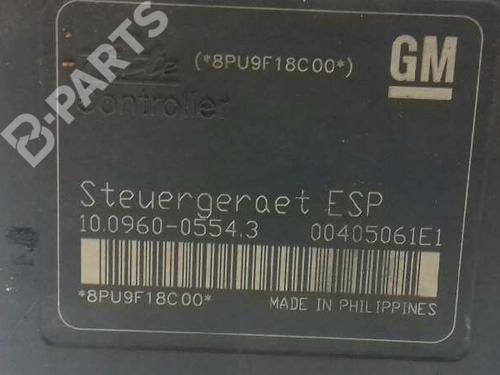 B-PARTS
(*8PU9F18C00*)
GM
Controller
Steuergeraet ESP
10.0960-0554.3 00405061E1
*8PU9F18C00*
MADE IN PHILIPPINES